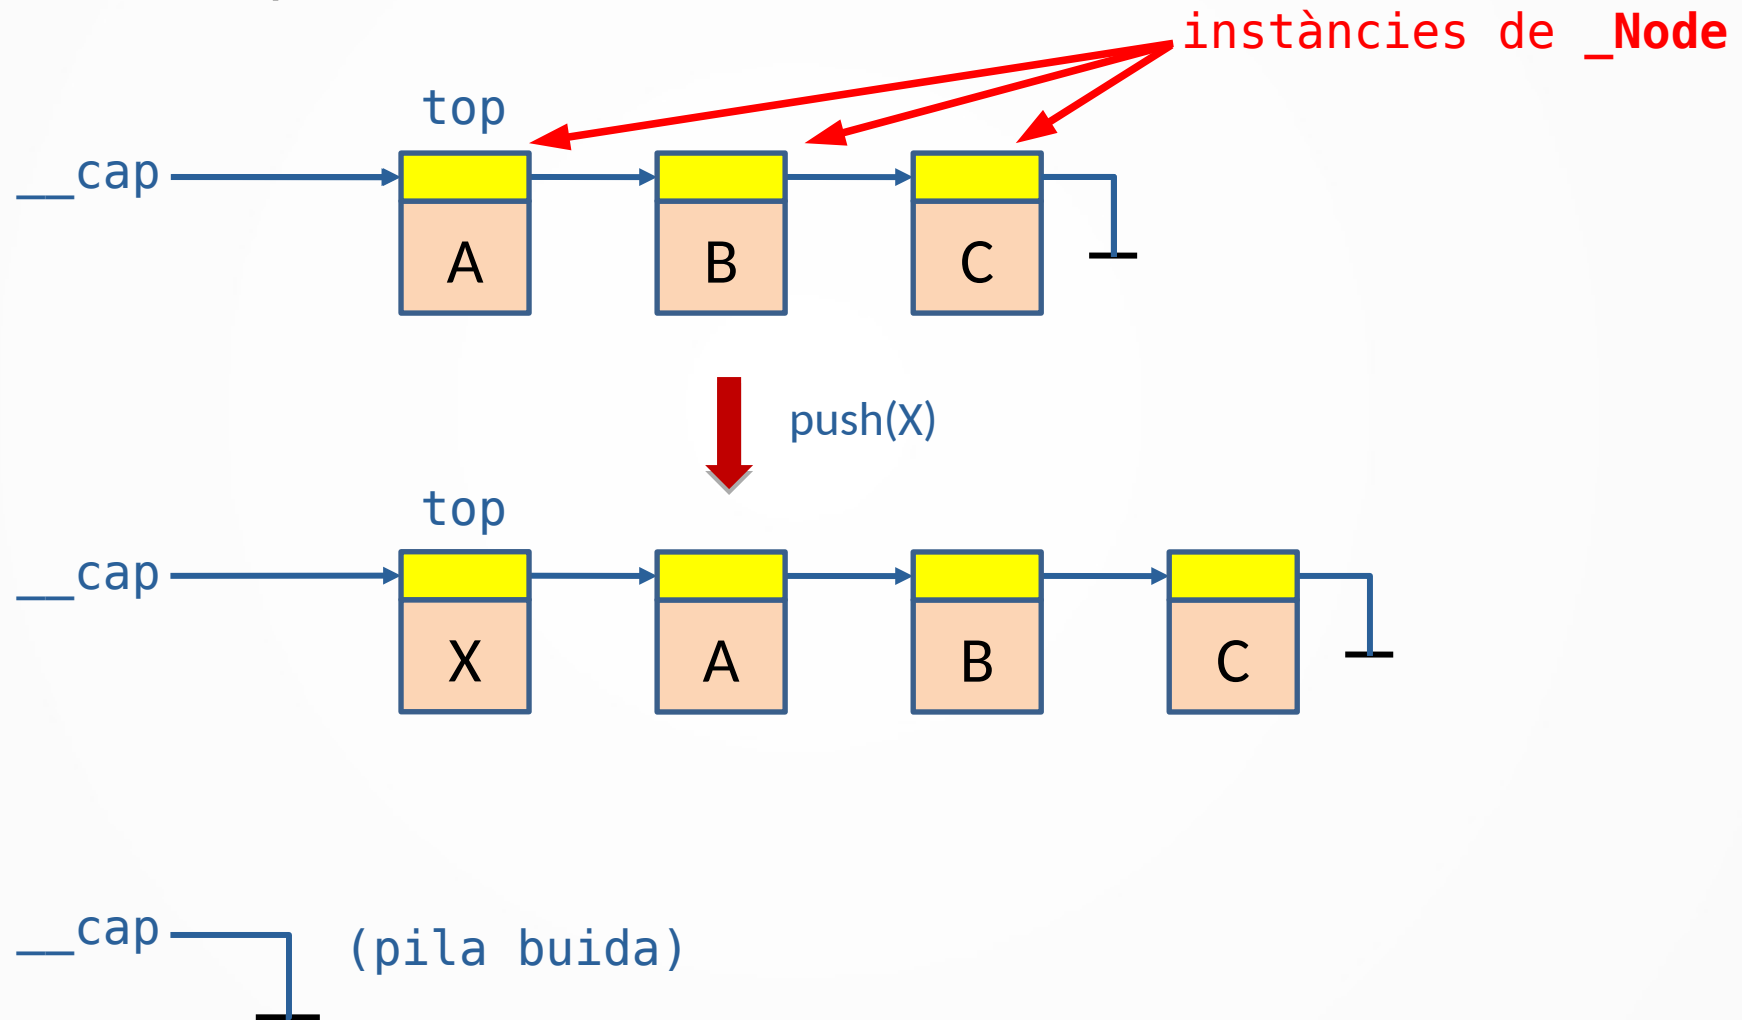 instàncies de _Node
top
__cap
A B C
push(X)
top
__cap
X A B C
__cap
(pila buida)